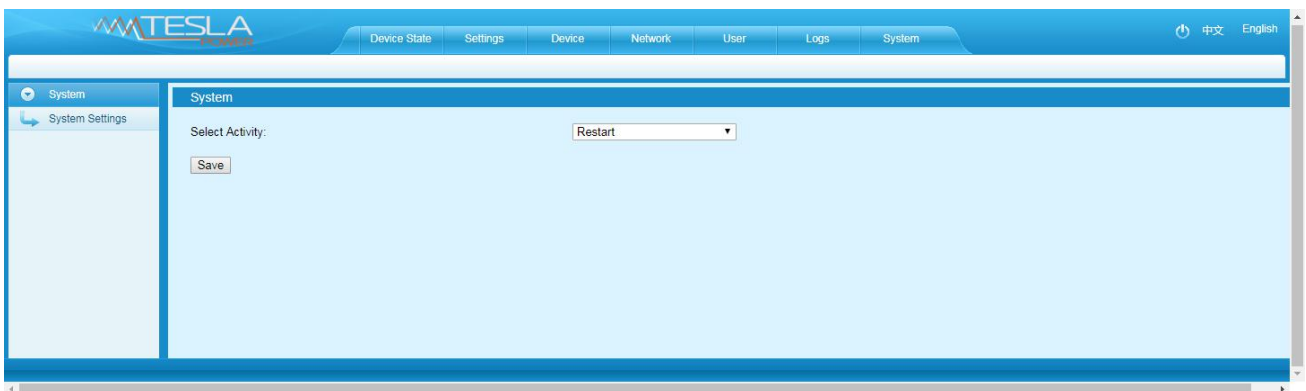 TESLA
POWER
Device State Settings Device Network User Logs System
中文 English
System
System Settings
System
Select Activity: Restart
Save